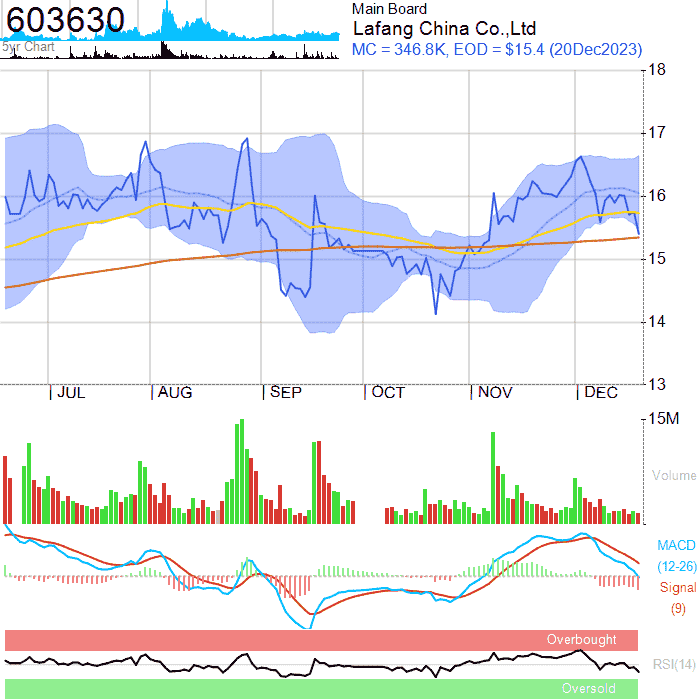 603630
5yr Chart
Main Board
Lafang China Co.,Ltd
MC = 346.8K, EOD = $15.4 (20Dec2023)
18
17
16
15
14
13
JUL AUG SEP OCT NOV DEC
15M
Volume
MACD
(12-26)
Signal
(9)
Overbought
RSI(14)
Oversold